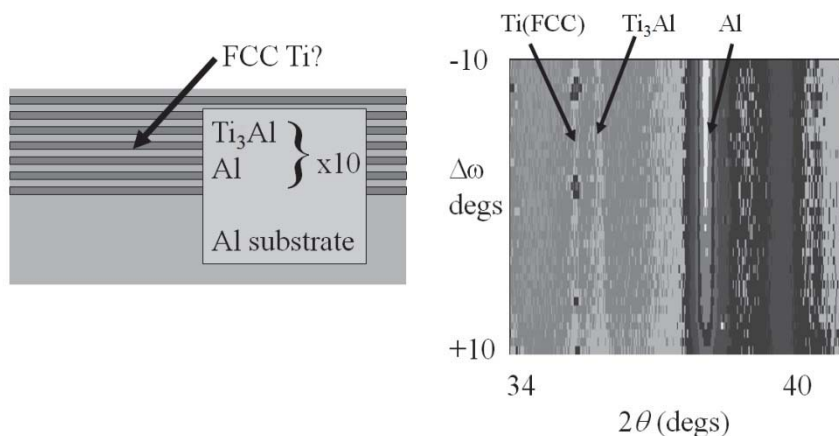 FCC Ti?
Ti₃Al
Al
} x10
Al substrate
Ti(FCC)
Ti₃Al
Al
-10
Δω
degs
+10
34
40
2θ (degs)